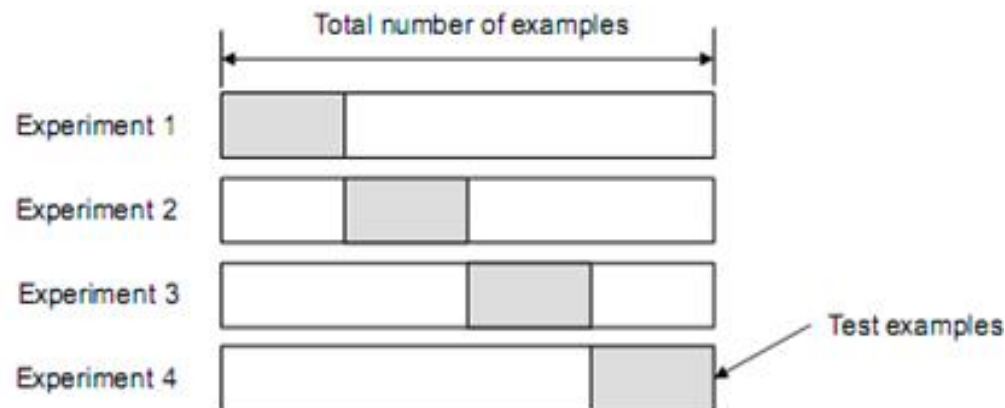 Total number of examples
Experiment 1
Experiment 2
Experiment 3
Test examples
Experiment 4